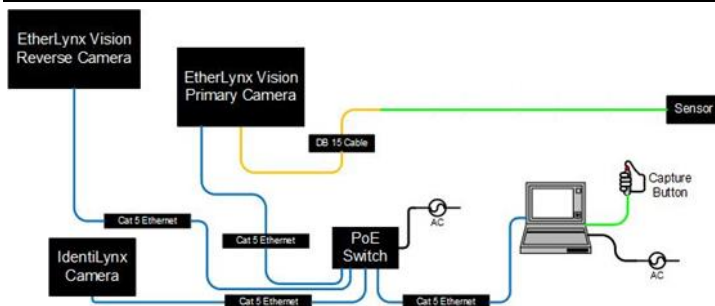 EtherLynx Vision
Reverse Camera
EtherLynx Vision
Primary Camera
Sensor
DB 15 Cable
Capture
Button
Cat 5 Ethernet
AC
Cat 5 Ethernet
PoE
Switch
IdentiLynx
Camera
AC
Cat 5 Ethernet
Cat 5 Ethernet